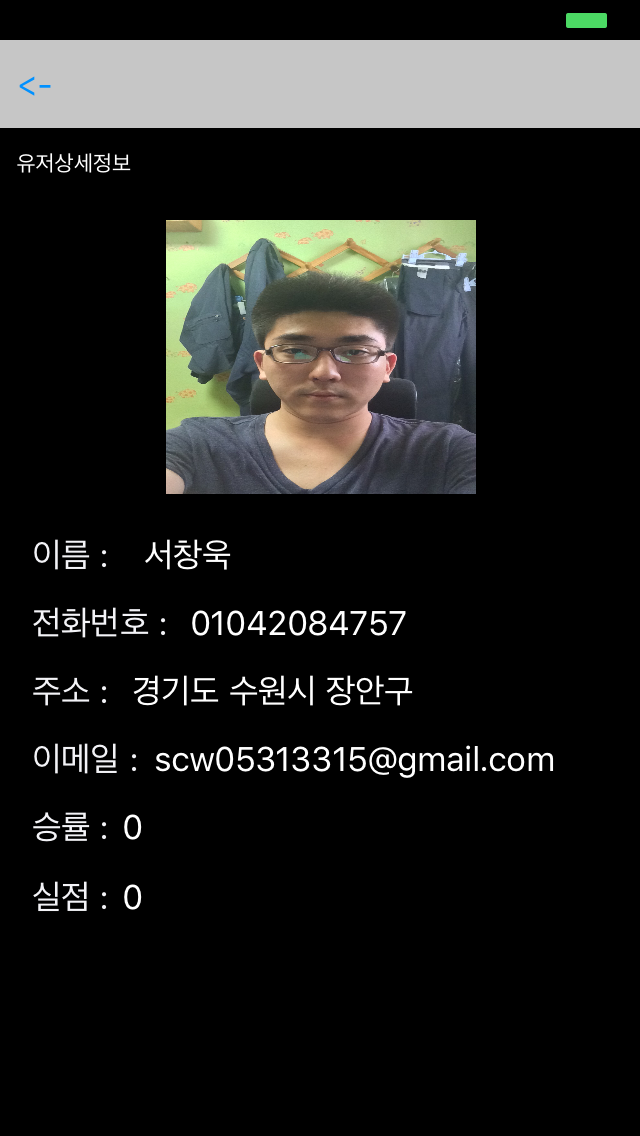 <-
유저상세정보
이름 : 서창욱
전화번호 : 01042084757
주소 : 경기도 수원시 장안구
이메일 : scw05313315@gmail.com
승률 : 0
실점 : 0